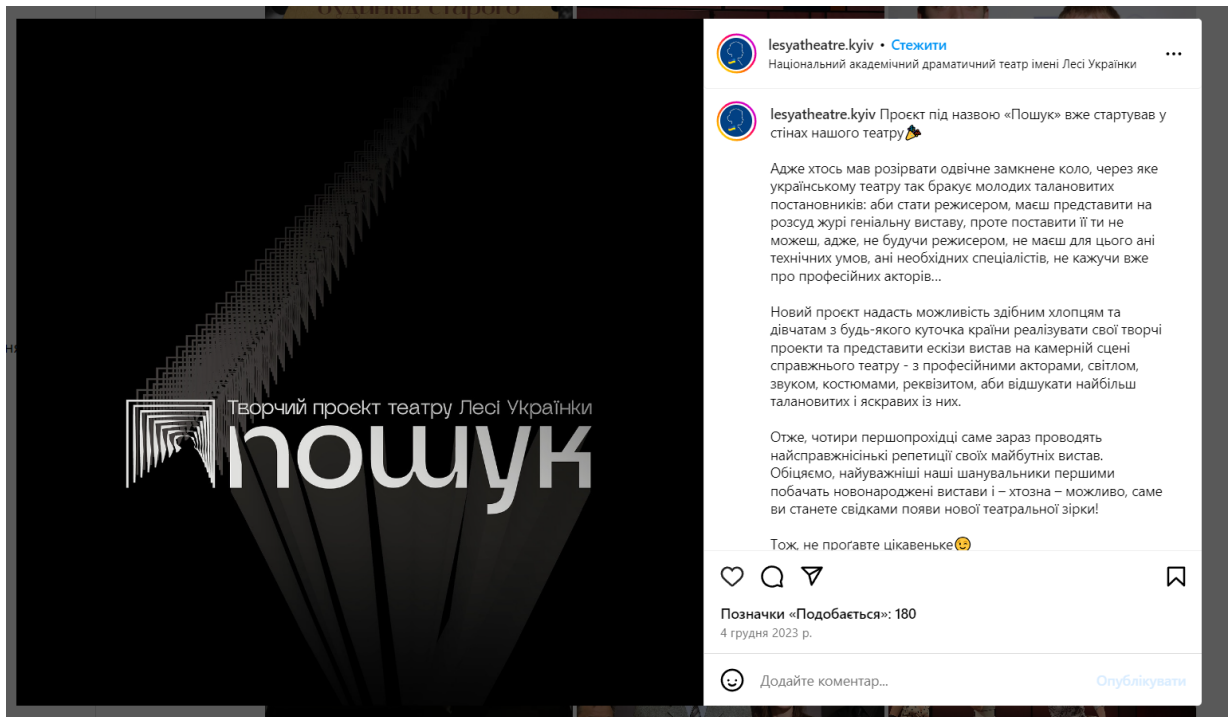 будинків старого
Творчий проєкт театру Лесі Українки
пошук
lesyatheatre.kyiv • Стежити
Національний академічний драматичний театр імені Лесі Українки
lesyatheatre.kyiv Проєкт під назвою «Пошук» вже стартував у
стінах нашого театру🎉
Адже хтось мав розірвати одвічне замкнене коло, через яке
українському театру так бракує молодих талановитих
постановників: аби стати режисером, маєш представити на
розсуд журі геніальну виставу, проте поставити її ти не
можеш, адже, не будучи режисером, не маєш для цього ані
технічних умов, ані необхідних спеціалістів, не кажучи вже
про професійних акторів...
Новий проєкт надасть можливість здібним хлопцям та
дівчатам з будь-якого куточка країни реалізувати свої творчі
проекти та представити ескізи вистав на камерній сцені
справжнього театру - з професійними акторами, світлом,
звуком, костюмами, реквізитом, аби відшукати найбільш
талановитих і яскравих із них.
Отже, чотири першопрохідці саме зараз проводять
найсправжнісінькі репетиції своїх майбутніх вистав.
Обіцяємо, найуважніші наші шанувальники першими
побачать новонароджені вистави і – хтозна – можливо, саме
ви станете свідками появи нової театральної зірки!
Тож, не проґавте цікавеньке😉
Позначки «Подобається»: 180
4 грудня 2023 р.
Додайте коментар...
Опублікувати